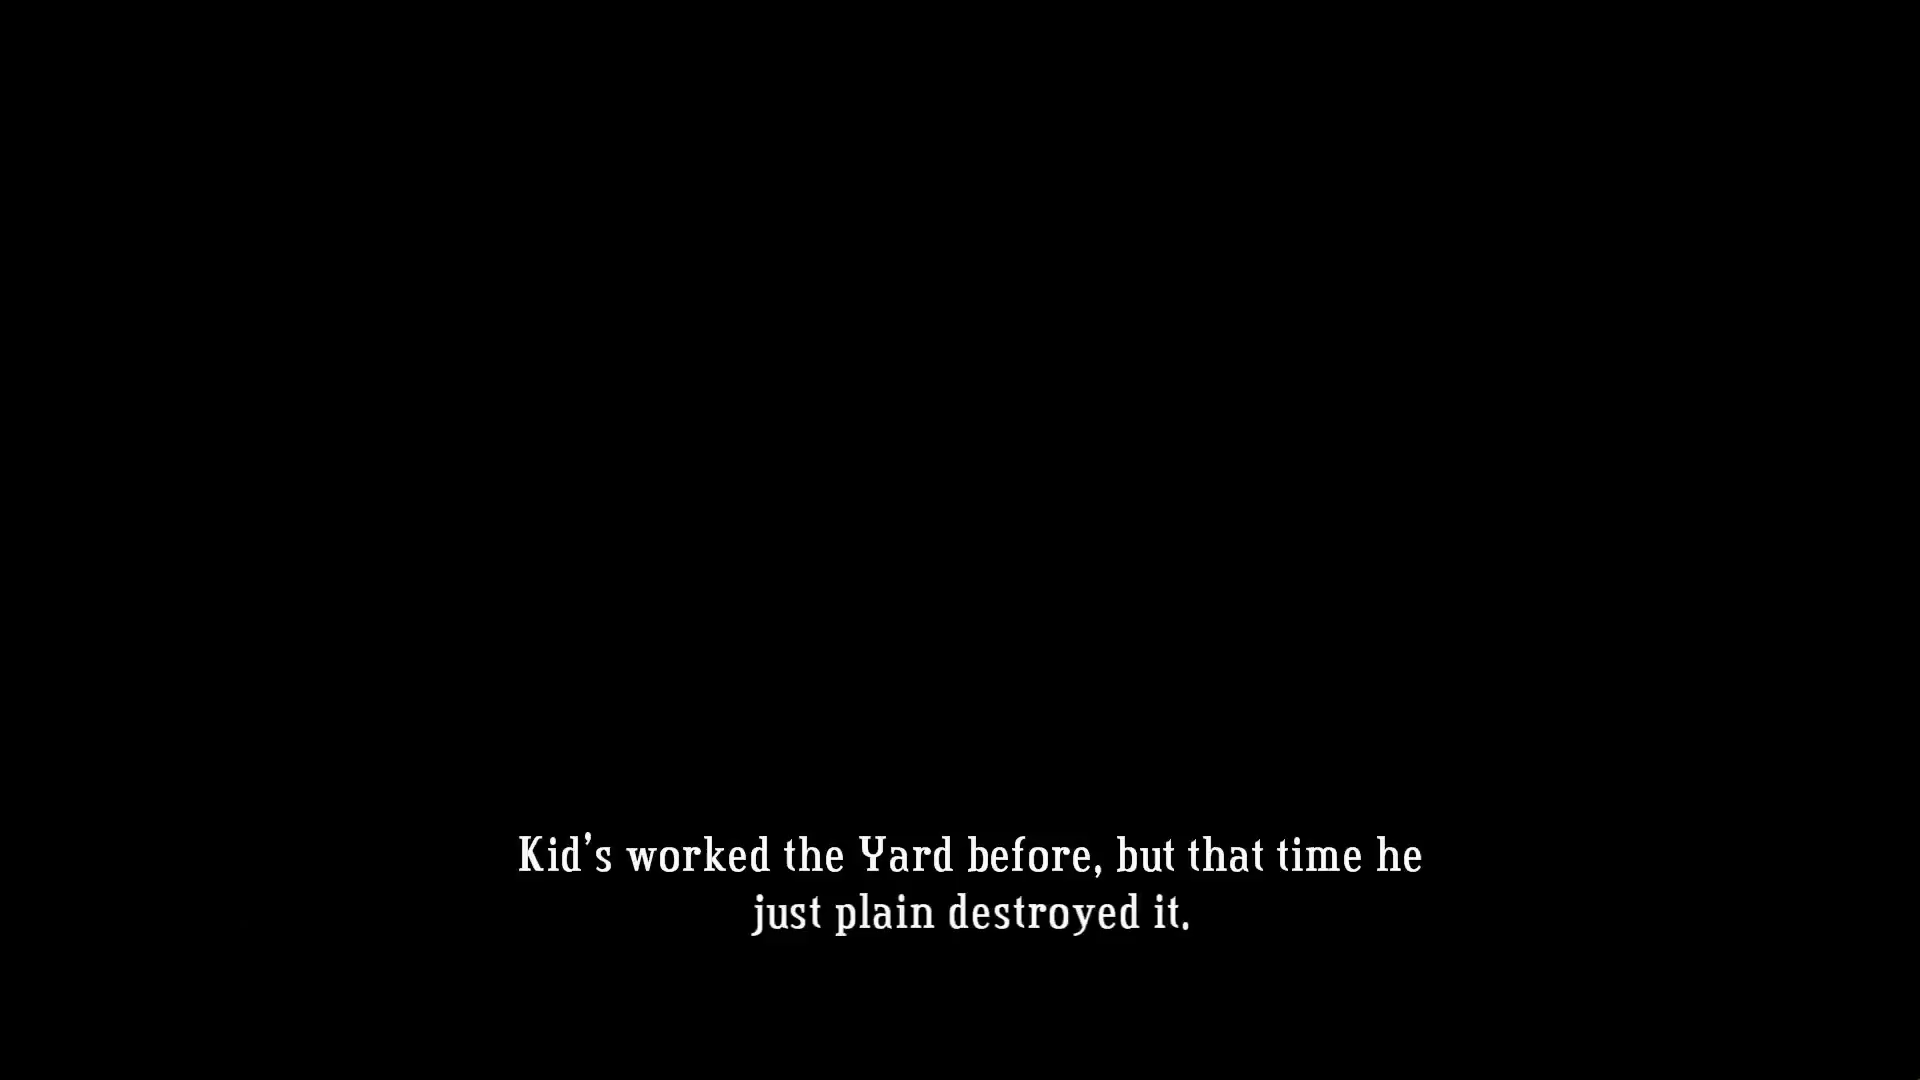 Kid's worked the Yard before, but that time he
just plain destroyed it.